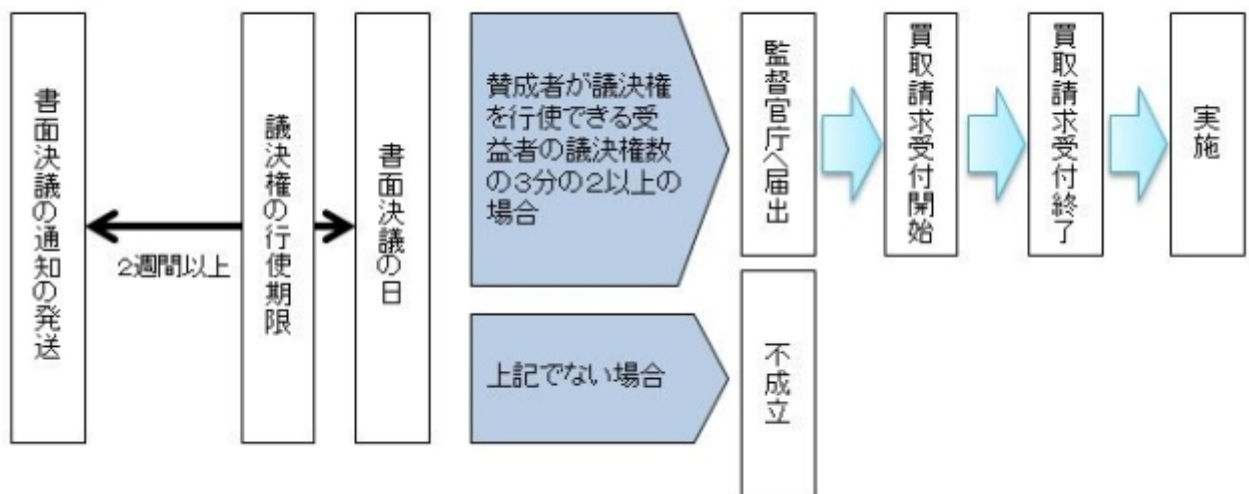 書面決議の通知の発送
2週間以上
議決権の行使期限
書面決議の日
賛成者が議決権
を行使できる受
益者の議決権数
の3分の2以上の
場合
監督官庁へ届出
買取請求受付開始
買取請求受付終了
実施
上記でない場合
不成立